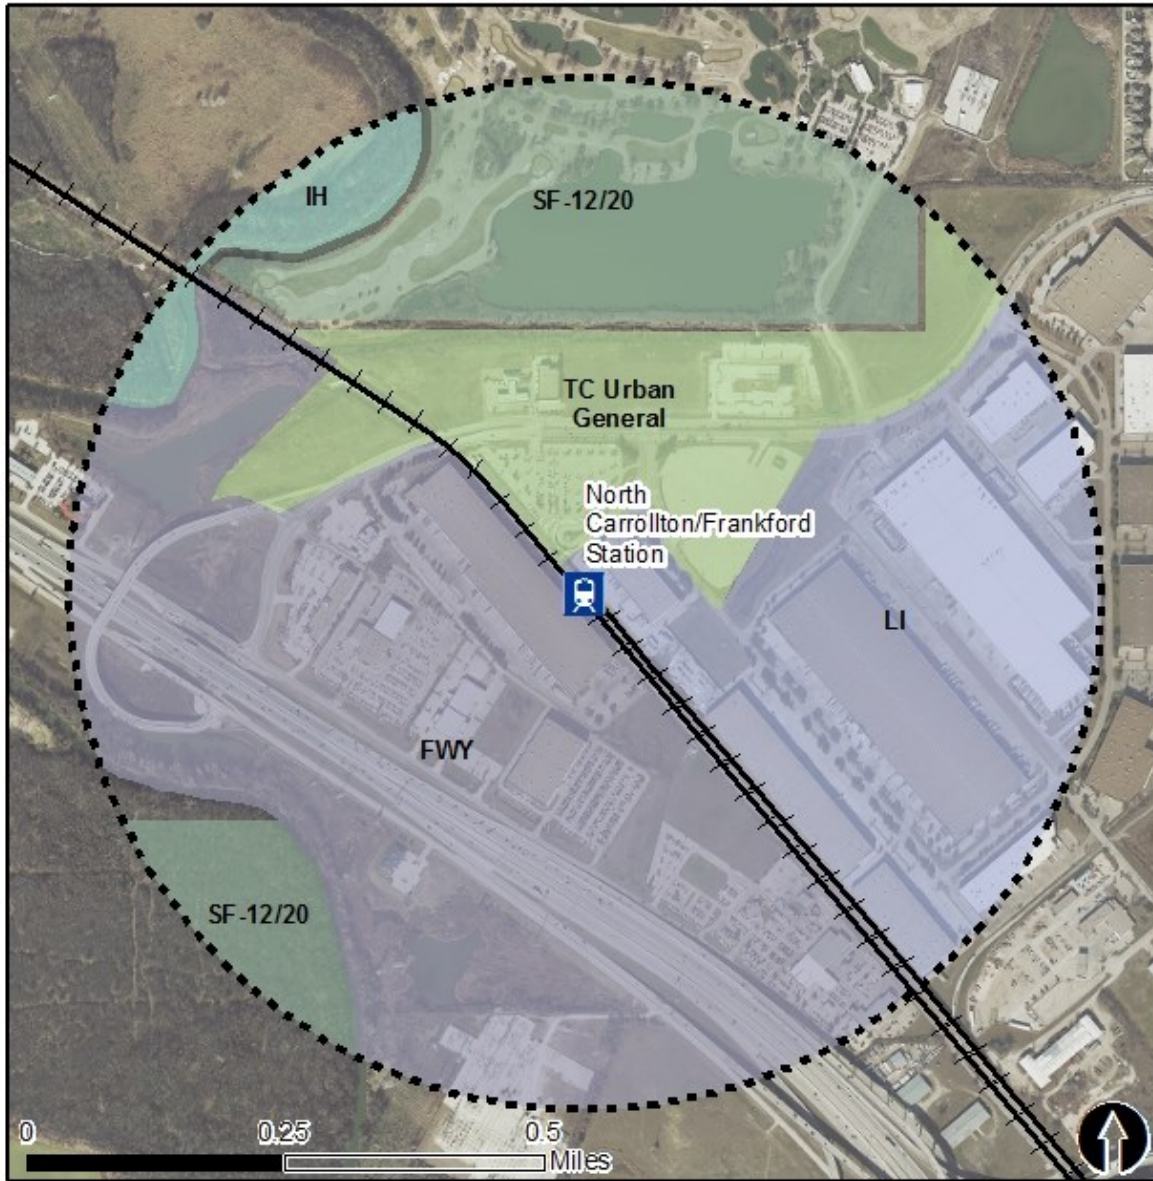 IH
SF-12/20
TC Urban
General
North
Carrollton/Frankford
Station
LI
FWY
SF-12/20
0
0.25
0.5
Miles